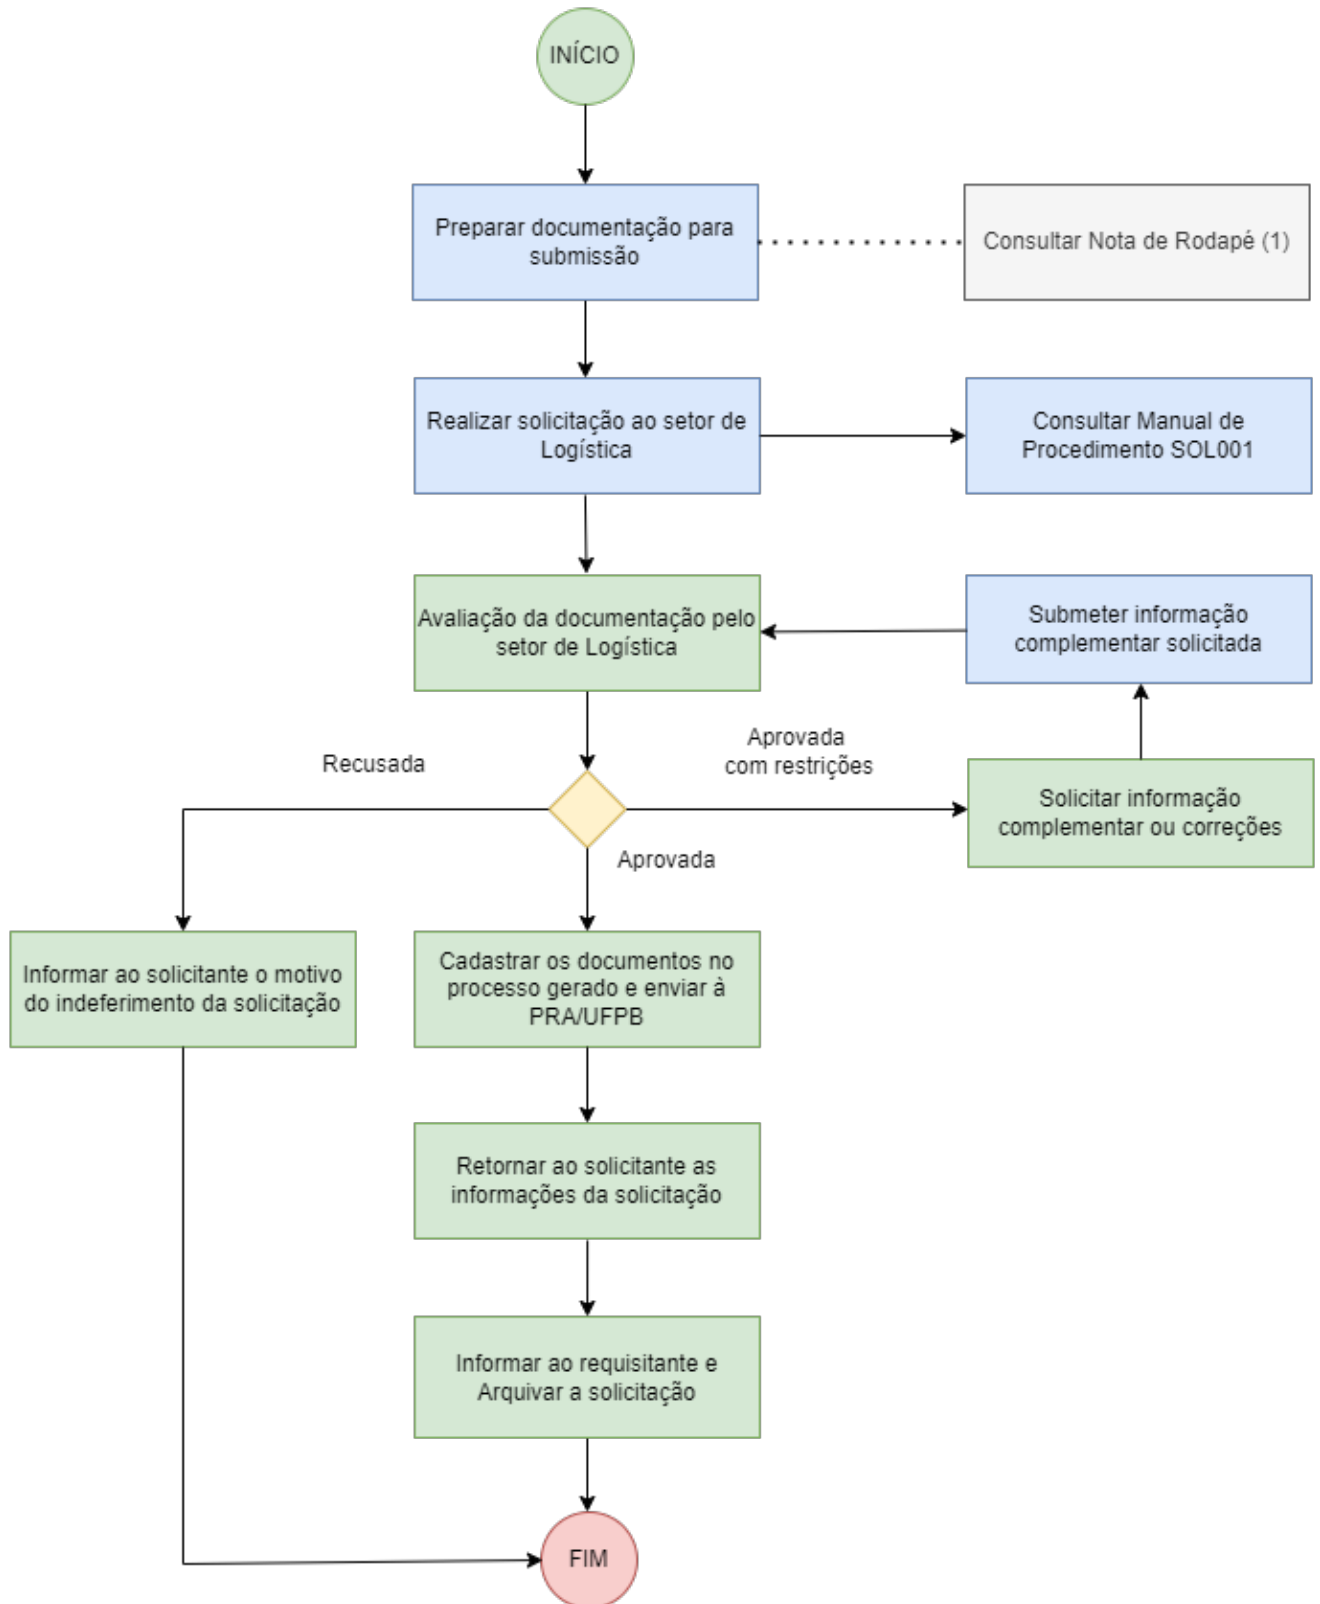 INÍCIO
Preparar documentação para
submissão
Consultar Nota de Rodapé (1)
Realizar solicitação ao setor de
Logística
Consultar Manual de
Procedimento SOL001
Avaliação da documentação pelo
setor de Logística
Submeter informação
complementar solicitada
Recusada
Aprovada
com restrições
Solicitar informação
complementar ou correções
Aprovada
Informar ao solicitante o motivo
do indeferimento da solicitação
Cadastrar os documentos no
processo gerado e enviar à
PRA/UFPB
Retornar ao solicitante as
informações da solicitação
Informar ao requisitante e
Arquivar a solicitação
FIM